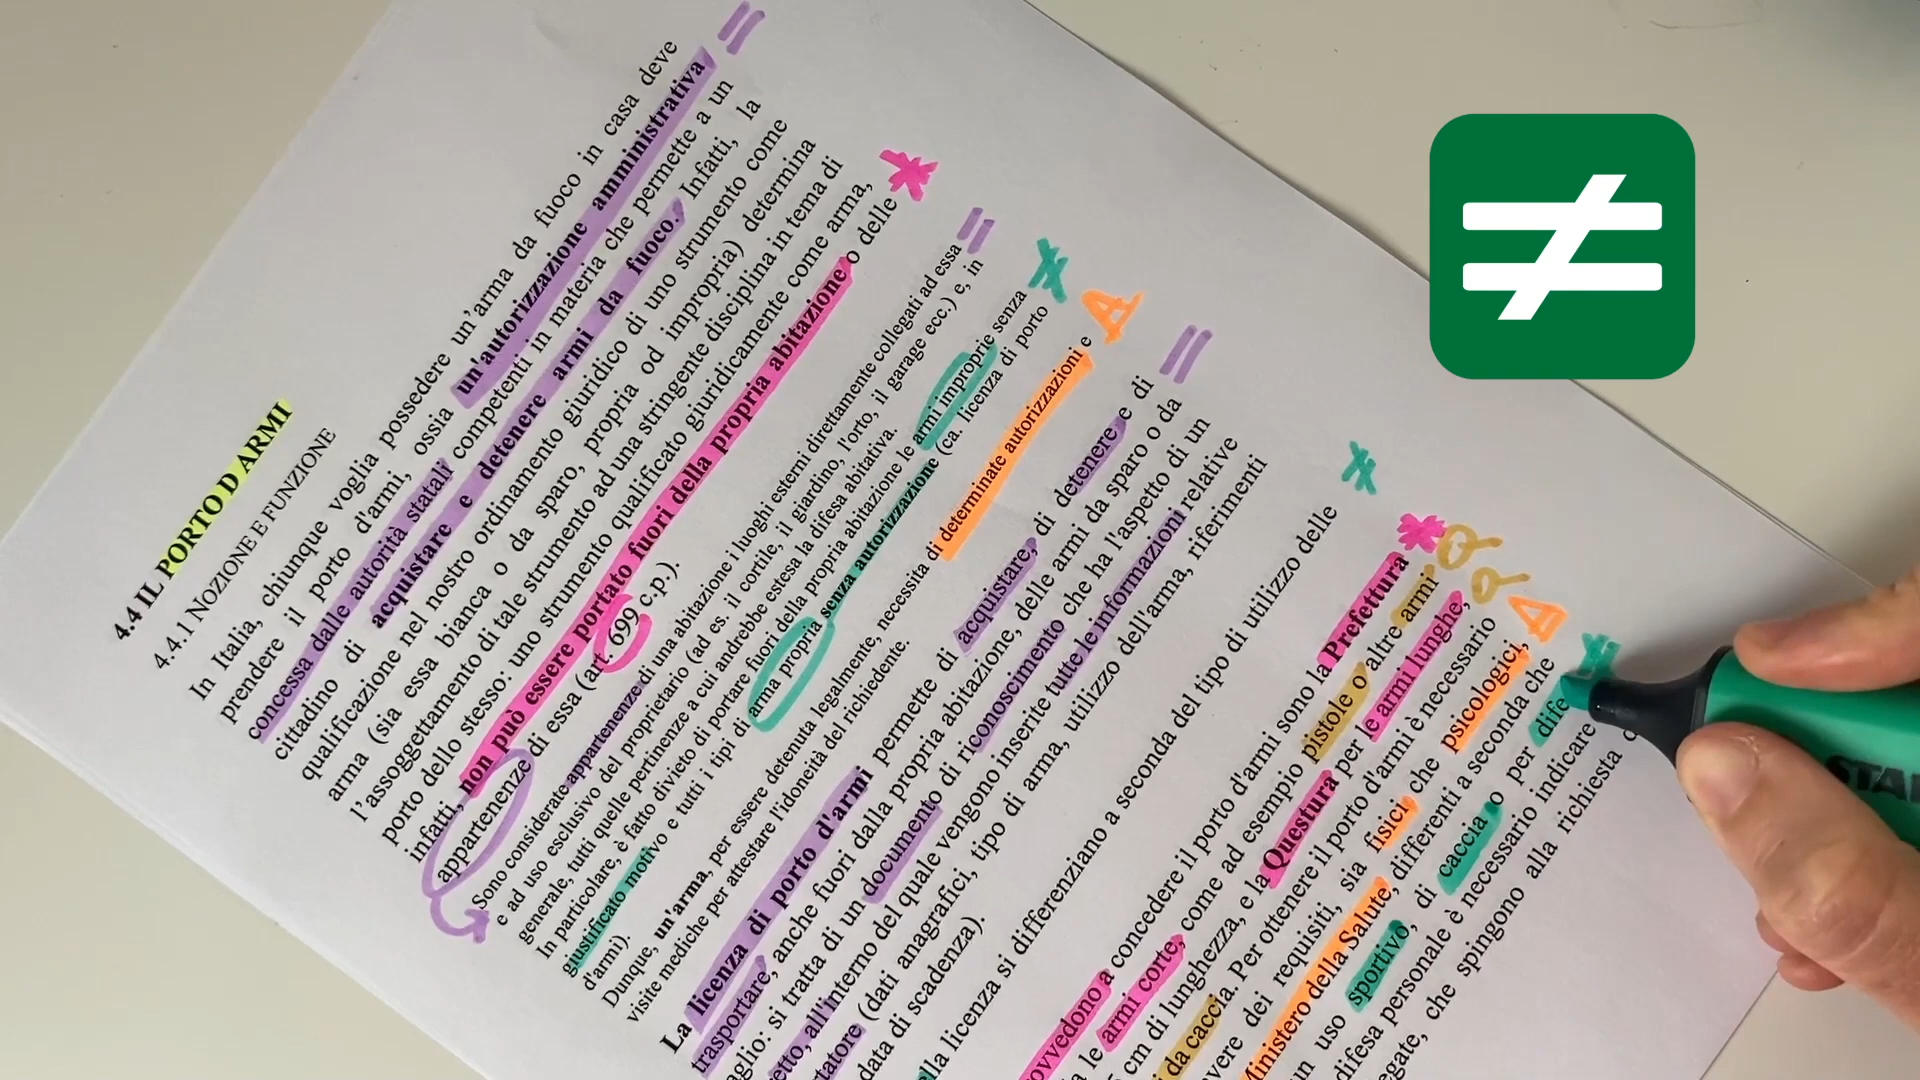 4.4 IL PORTO D'ARMI
4.4.1 NOZIONE E FUNZIONE
In Italia, chiunque voglia possedere un'arma da fuoco in casa deve
prendere il porto d'armi, ossia un'autorizzazione amministrativa
concessa dalle autorità statali competenti in materia che permette a un
cittadino di acquistare e detenere armi da fuoco. Infatti, la
qualificazione nel nostro ordinamento giuridico di uno strumento come
arma (sia essa bianca o da sparo, propria od impropria) determina
l'assoggettamento di tale strumento ad una stringente disciplina in tema di
porto dello stesso: uno strumento qualificato giuridicamente come arma,
infatti, non può essere portato fuori della propria abitazione o delle
appartenenze di essa (art. 699 c.p.).
Sono considerate appartenenze di una abitazione i luoghi esterni direttamente collegati ad essa
e ad uso esclusivo del proprietario (ad es. il cortile, il giardino, l'orto, il garage ecc.) e, in
generale, tutti quelle pertinenze a cui andrebbe estesa la difesa abitativa.
In particolare, è fatto divieto di portare fuori della propria abitazione le armi improprie senza
giustificato motivo e tutti i tipi di arma propria senza autorizzazione (ca. licenza di porto
d'armi).
Dunque, un'arma, per essere detenuta legalmente, necessita di determinate autorizzazioni e
visite mediche per attestare l'idoneità del richiedente.
La licenza di porto d'armi permette di acquistare, di detenere e di
trasportare, anche fuori dalla propria abitazione, delle armi da sparo o da
aglio: si tratta di un documento di riconoscimento che ha l'aspetto di un
etto, all'interno del quale vengono inserite tutte le informazioni relative
tatore (dati anagrafici, tipo di arma, utilizzo dell'arma, riferimenti
data di scadenza).
ella licenza si differenziano a seconda del tipo di utilizzo delle
ovvedono a concedere il porto d'armi sono la Prefettura
a le armi corte, come ad esempio pistole o altre armi
cm di lunghezza, e la Questura per le armi lunghe,
i da caccia. Per ottenere il porto d'armi è necessario
vere dei requisiti, sia fisici che psicologici,
Ministero della Salute, differenti a seconda che
un uso sportivo, di caccia o per dife
difesa personale è necessario indicare
egate, che spingono alla richiesta d
STAB